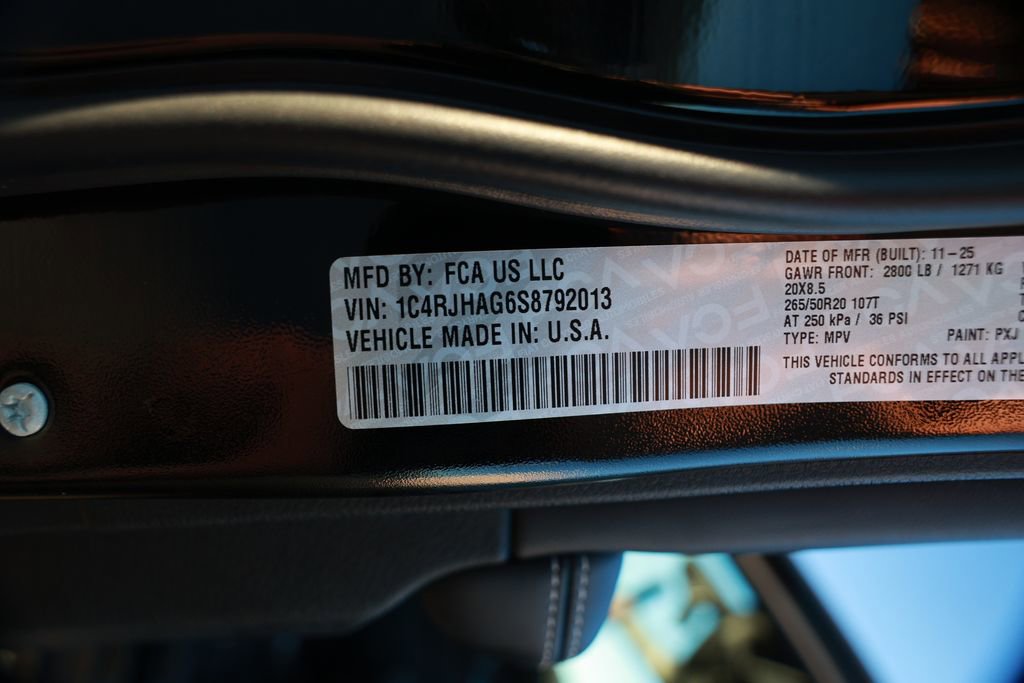 MFD BY: FCA US LLC
VIN: 1C4RJHAG6S8792013
VEHICLE MADE IN: U.S.A.
DATE OF MFR (BUILT): 11-25
GAWR FRONT: 2800 LB / 1271 KG
20X8.5
265/50R20 107T
AT 250 kPa / 36 PSI
TYPE: MPV PAINT: PXJ
THIS VEHICLE CONFORMS TO ALL APPL
STANDARDS IN EFFECT ON THE